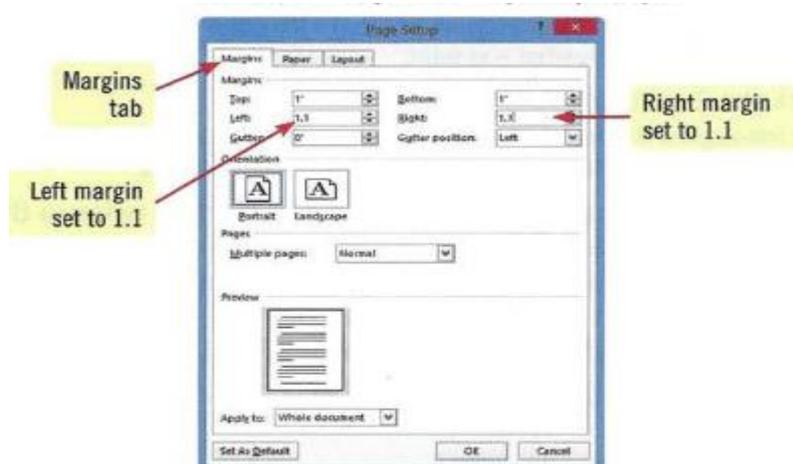 Page Setup
?
Margins Paper Layout
Margins
Top: 1" Bottom: 1"
Left: 1.1 Right: 1.1
Gutter: 0" Gutter position: Left
Orientation
Portrait Landscape
Pages
Multiple pages: Normal
Preview
Apply to: Whole document
Set As Default OK Cancel
Margins
tab
Left margin
set to 1.1
Right margin
set to 1.1